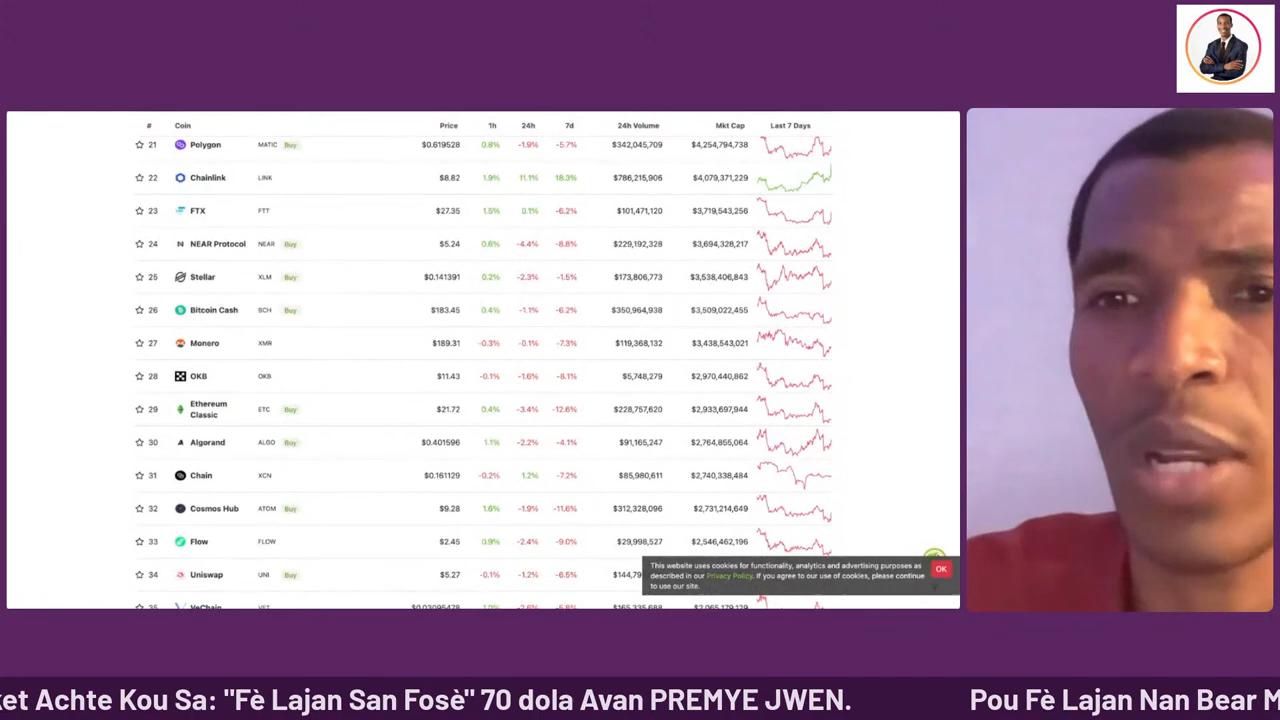 # Coin Price 1h 24h 7d 24h Volume Mkt Cap Last 7 Days
21 Polygon MATIC Buy $0.619528 0.8% -1.9% -5.7% $342,045,709 $4,254,794,738
22 Chainlink LINK $8.82 1.9% 11.1% 18.3% $786,215,906 $4,079,371,229
23 FTX FTT $27.35 1.5% 0.1% -6.2% $101,471,120 $3,719,543,256
24 NEAR Protocol NEAR Buy $5.24 0.6% -4.4% -8.8% $229,192,328 $3,694,328,217
25 Stellar XLM Buy $0.141391 0.2% -2.3% -1.5% $173,806,773 $3,538,406,843
26 Bitcoin Cash BCH Buy $183.45 0.4% -1.1% -6.2% $350,964,938 $3,509,022,455
27 Monero XMR $189.31 -0.3% -0.1% -7.3% $119,368,132 $3,438,543,021
28 OKB OKB $11.43 -0.1% -1.6% -8.1% $5,748,279 $2,970,440,862
29 Ethereum Classic ETC Buy $21.72 0.4% -3.4% -12.6% $228,757,620 $2,933,697,944
30 Algorand ALGO Buy $0.401596 1.1% -2.2% -4.1% $91,165,247 $2,764,855,064
31 Chain XCN $0.161129 -0.2% 1.2% -7.2% $85,980,611 $2,740,338,484
32 Cosmos Hub ATOM Buy $9.28 1.6% -1.9% -11.6% $312,328,096 $2,731,214,649
33 Flow FLOW $2.45 0.9% -2.4% -9.0% $29,998,527 $2,546,462,196
34 Uniswap UNI Buy $5.27 -0.1% -1.2% -6.5% $144,79
This website uses cookies for functionality, analytics and advertising purposes as
described in our Privacy Policy. If you agree to our use of cookies, please continue
to use our site.
OK
ket Achte Kou Sa: "Fè Lajan San Fosè" 70 dola Avan PREMYE JWEN. Pou Fè Lajan Nan Bear M